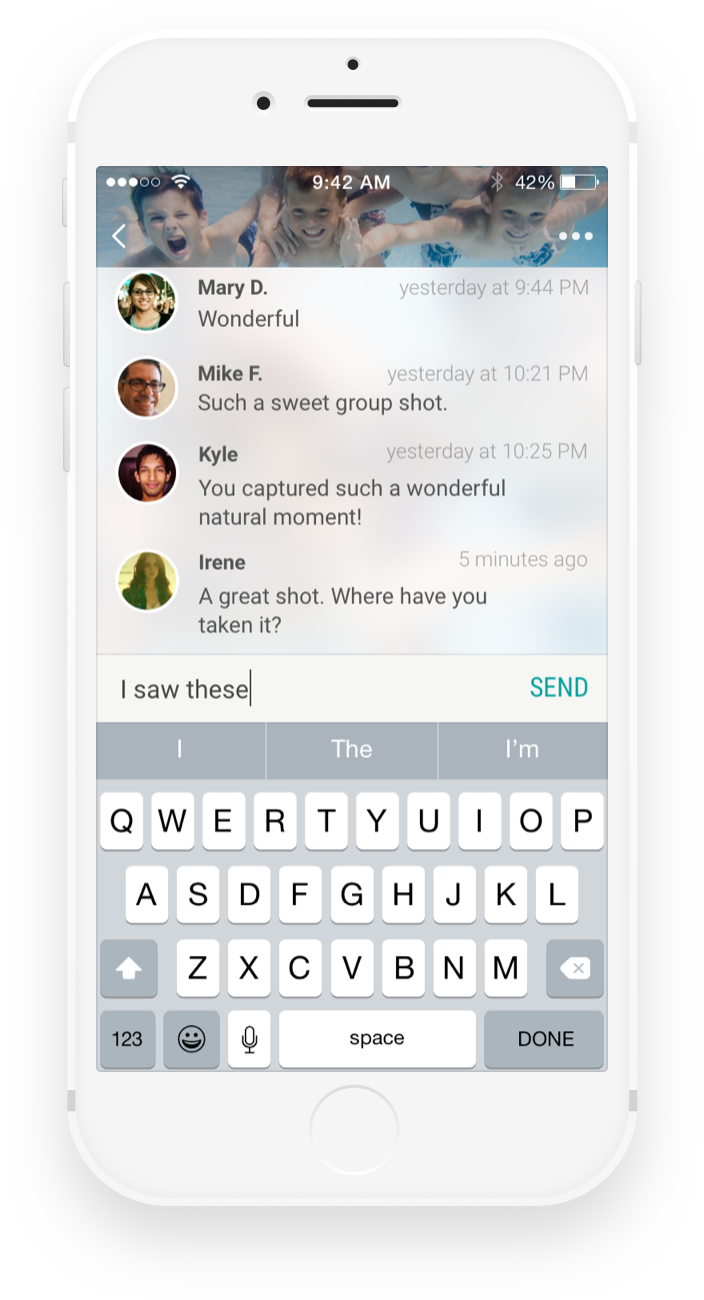 9:42 AM 42%
Mary D. yesterday at 9:44 PM
Wonderful
Mike F. yesterday at 10:21 PM
Such a sweet group shot.
Kyle yesterday at 10:25 PM
You captured such a wonderful
natural moment!
Irene 5 minutes ago
A great shot. Where have you
taken it?
I saw these SEND
I The I’m
Q W E R T Y U I O P
A S D F G H J K L
Z X C V B N M
123 space DONE